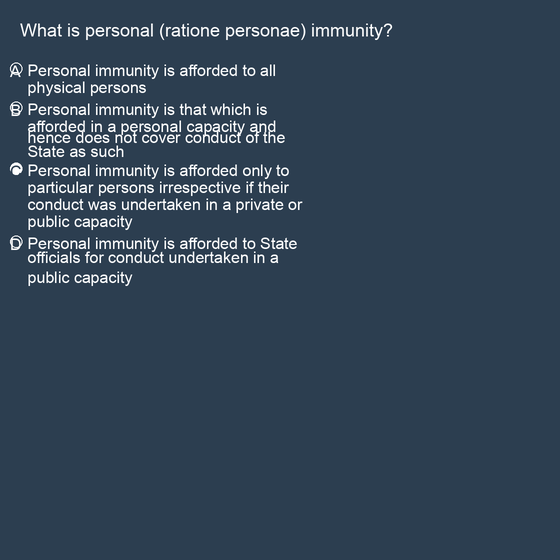 What is personal (ratione personae) immunity?
A Personal immunity is afforded to all
physical persons
B Personal immunity is that which is
afforded in a personal capacity and
hence does not cover conduct of the
State as such
Personal immunity is afforded only to
particular persons irrespective if their
conduct was undertaken in a private or
public capacity
D Personal immunity is afforded to State
officials for conduct undertaken in a
public capacity